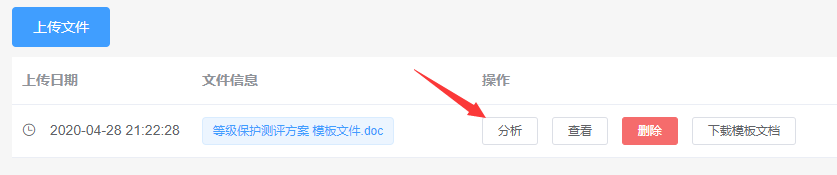 上传文件
上传日期 文件信息 操作
2020-04-28 21:22:28 等级保护测评方案 模板文件.doc 分析 查看 删除 下载模板文档